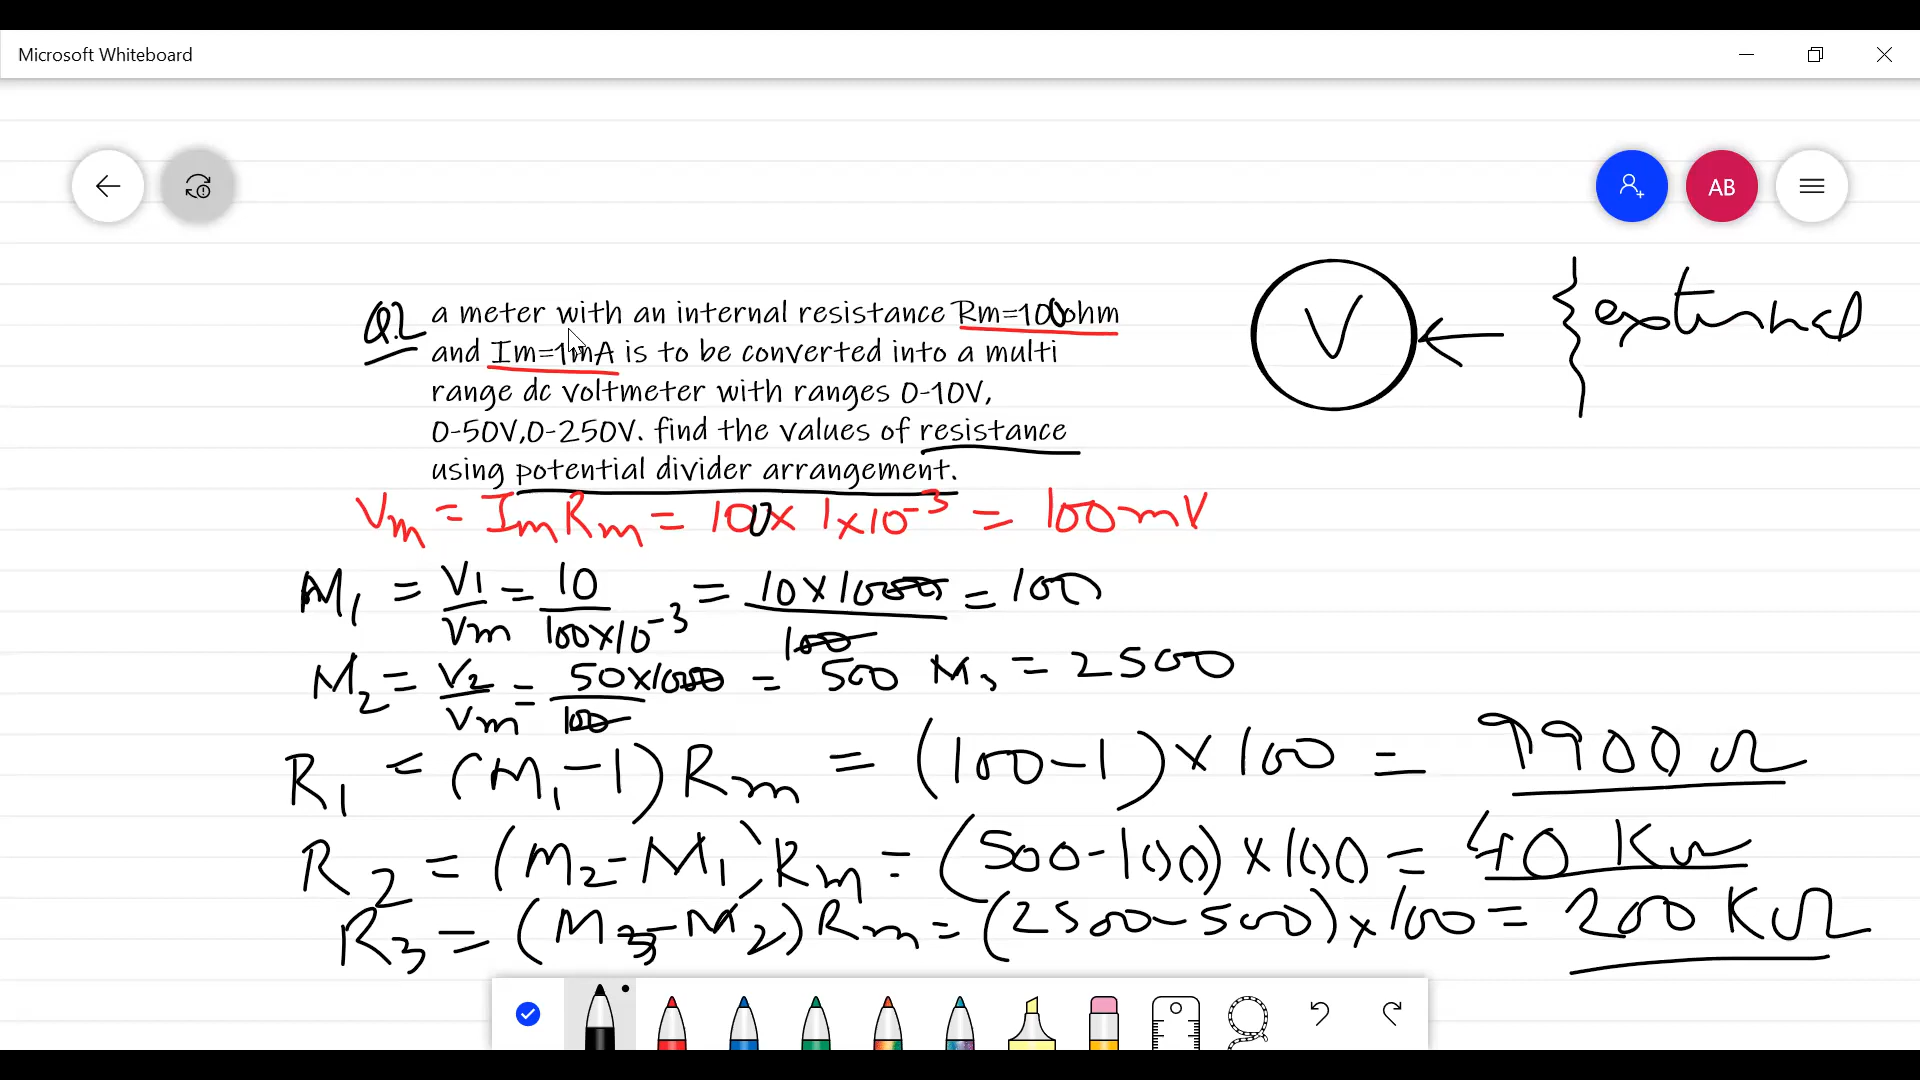 Microsoft Whiteboard
AB
Q2 a meter with an internal resistance Rm=100ohm
and Im=1mA is to be converted into a multi
range dc voltmeter with ranges 0-10V,
0-50V,0-250V. find the values of resistance
using potential divider arrangement.
V
external
Vm = ImRm = 100 x 1x10⁻³ = 100mV
M₁ = V1/Vm = 10/100x10⁻³ = 10x1000/100 = 100
M₂ = V₂/Vm = 50x1000/100 = 500 M₃ = 2500
R₁ = (M₁-1)Rm = (100-1)x100 = 9900Ω
R₂ = (M₂-M₁)Rm = (500-100)x100 = 40 KΩ
R₃ = (M₃-M₂)Rm = (2500-500)x100 = 200 KΩ